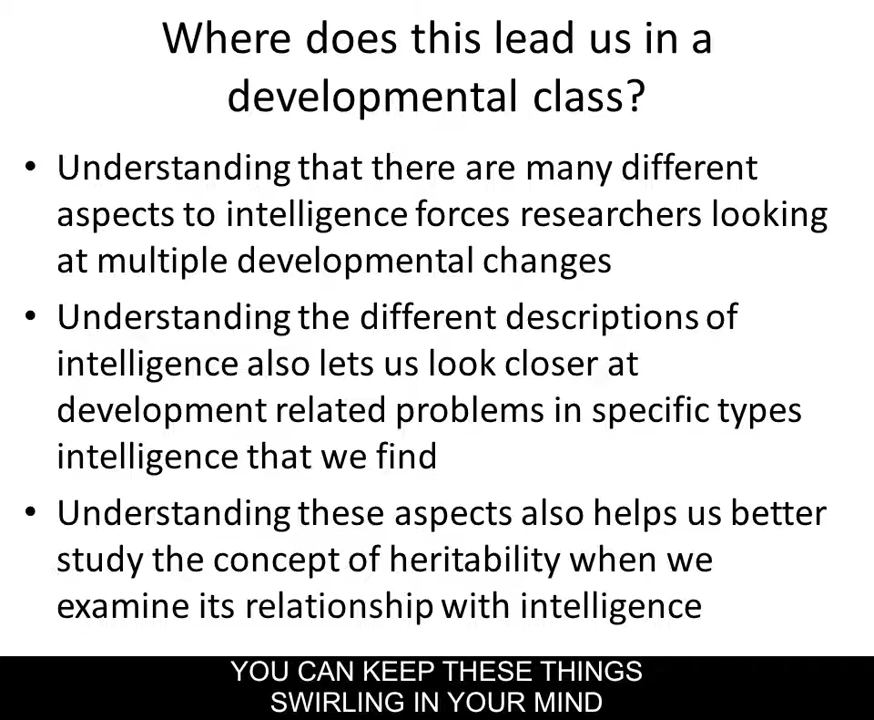 Where does this lead us in a
developmental class?
• Understanding that there are many different
aspects to intelligence forces researchers looking
at multiple developmental changes
• Understanding the different descriptions of
intelligence also lets us look closer at
development related problems in specific types
intelligence that we find
• Understanding these aspects also helps us better
study the concept of heritability when we
examine its relationship with intelligence
YOU CAN KEEP THESE THINGS
SWIRLING IN YOUR MIND